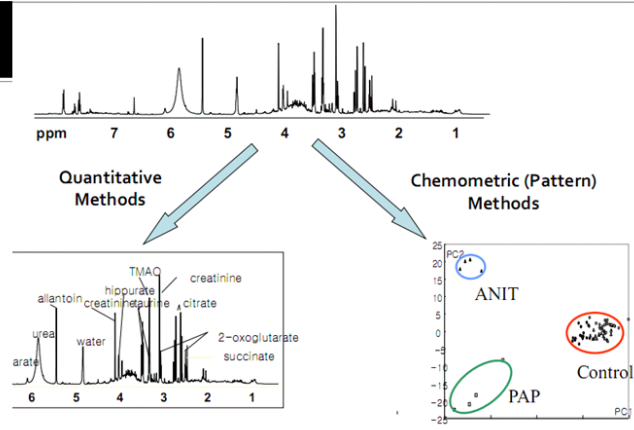 ppm 7 6 5 4 3 2 1
Quantitative
Methods
Chemometric (Pattern)
Methods
TMAO
creatinine
hippurate
allantoin
creatinine
taurine
citrate
urea
water
2-oxoglutarate
succinate
arate
6 5 4 3 2 1
25
PC2
20
15
10
5
0
-5
-10
-15
-20
-25
ANIT
Control
PAP
PC1